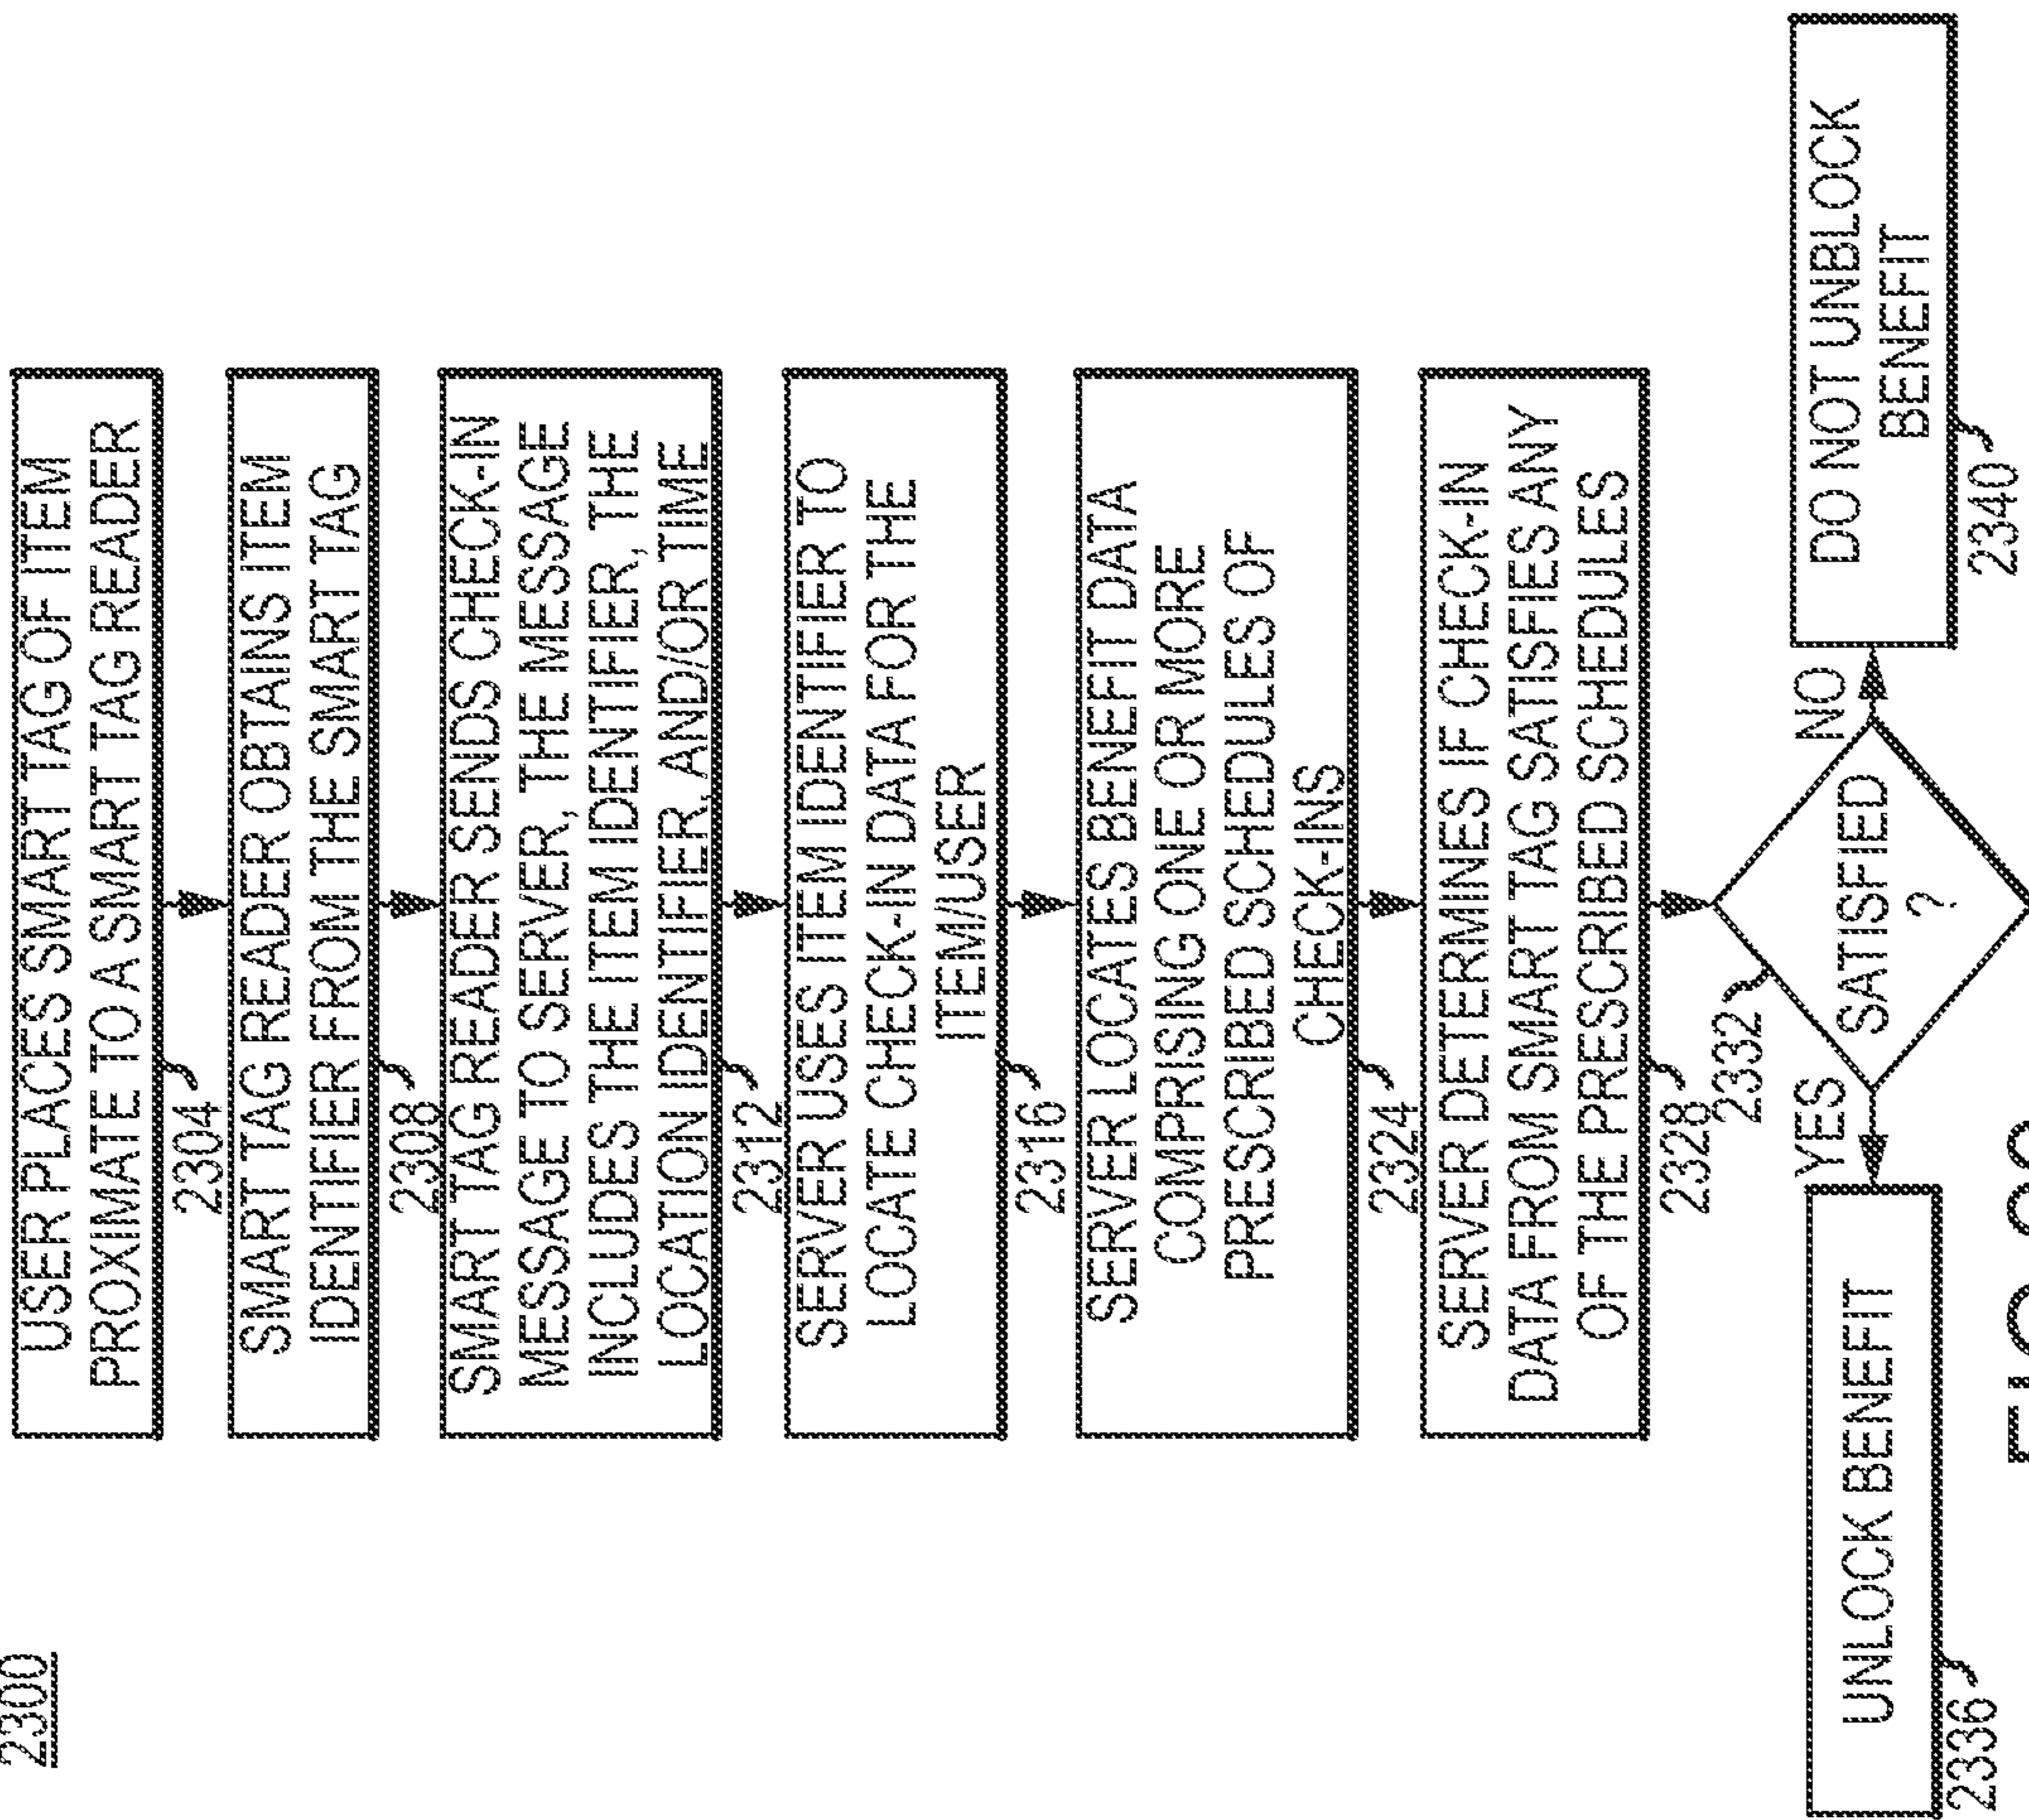 2300
USER PLACES SMART TAG OF ITEM
PROXIMATE TO A SMART TAG READER
2304
SMART TAG READER OBTAINS ITEM
IDENTIFIER FROM THE SMART TAG
2308
SMART TAG READER SENDS CHECK-IN
MESSAGE TO SERVER, THE MESSAGE
INCLUDES THE ITEM IDENTIFIER, THE
LOCATION IDENTIFIER, AND/OR TIME
2312
SERVER USES ITEM IDENTIFIER TO
LOCATE CHECK-IN DATA FOR THE
ITEM/USER
2316
SERVER LOCATES BENEFIT DATA
COMPRISING ONE OR MORE
PRESCRIBED SCHEDULES OF
CHECK-INS
2324
SERVER DETERMINES IF CHECK-IN
DATA FROM SMART TAG SATISFIES ANY
OF THE PRESCRIBED SCHEDULES
2328
2332
YES
SATISFIED
?
NO
UNLOCK BENEFIT
2336
DO NOT UNBLOCK
BENEFIT
2340